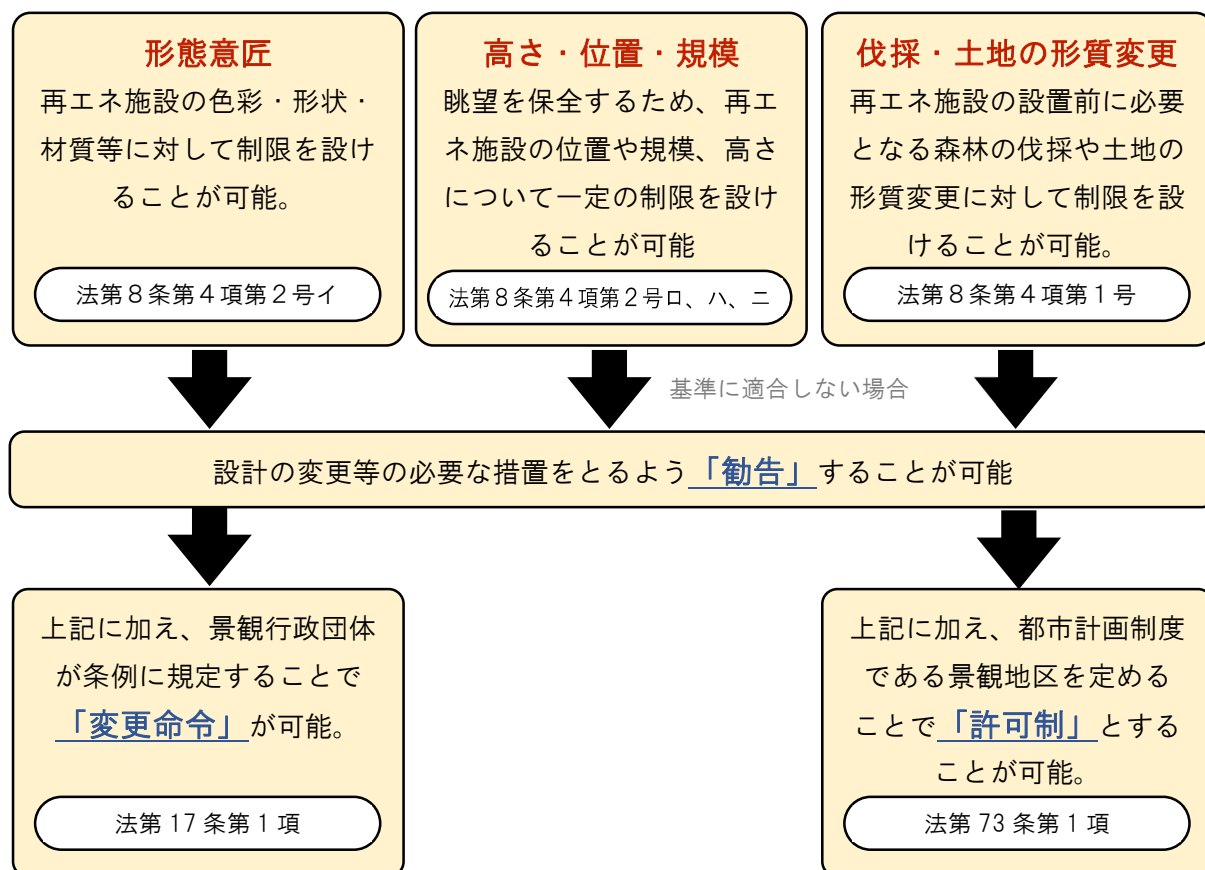 形態意匠
再エネ施設の色彩・形状・
材質等に対して制限を設け
ることが可能。
法第８条第４項第２号イ
高さ・位置・規模
眺望を保全するため、再エ
ネ施設の位置や規模、高さ
について一定の制限を設け
ることが可能
法第８条第４項第２号ロ、ハ、ニ
伐採・土地の形質変更
再エネ施設の設置前に必要
となる森林の伐採や土地の
形質変更に対して制限を設
けることが可能。
法第８条第４項第１号
基準に適合しない場合
設計の変更等の必要な措置をとるよう「勧告」することが可能
上記に加え、景観行政団体
が条例に規定することで
「変更命令」が可能。
法第 17 条第１項
上記に加え、都市計画制度
である景観地区を定める
ことで「許可制」とする
ことが可能。
法第 73 条第１項